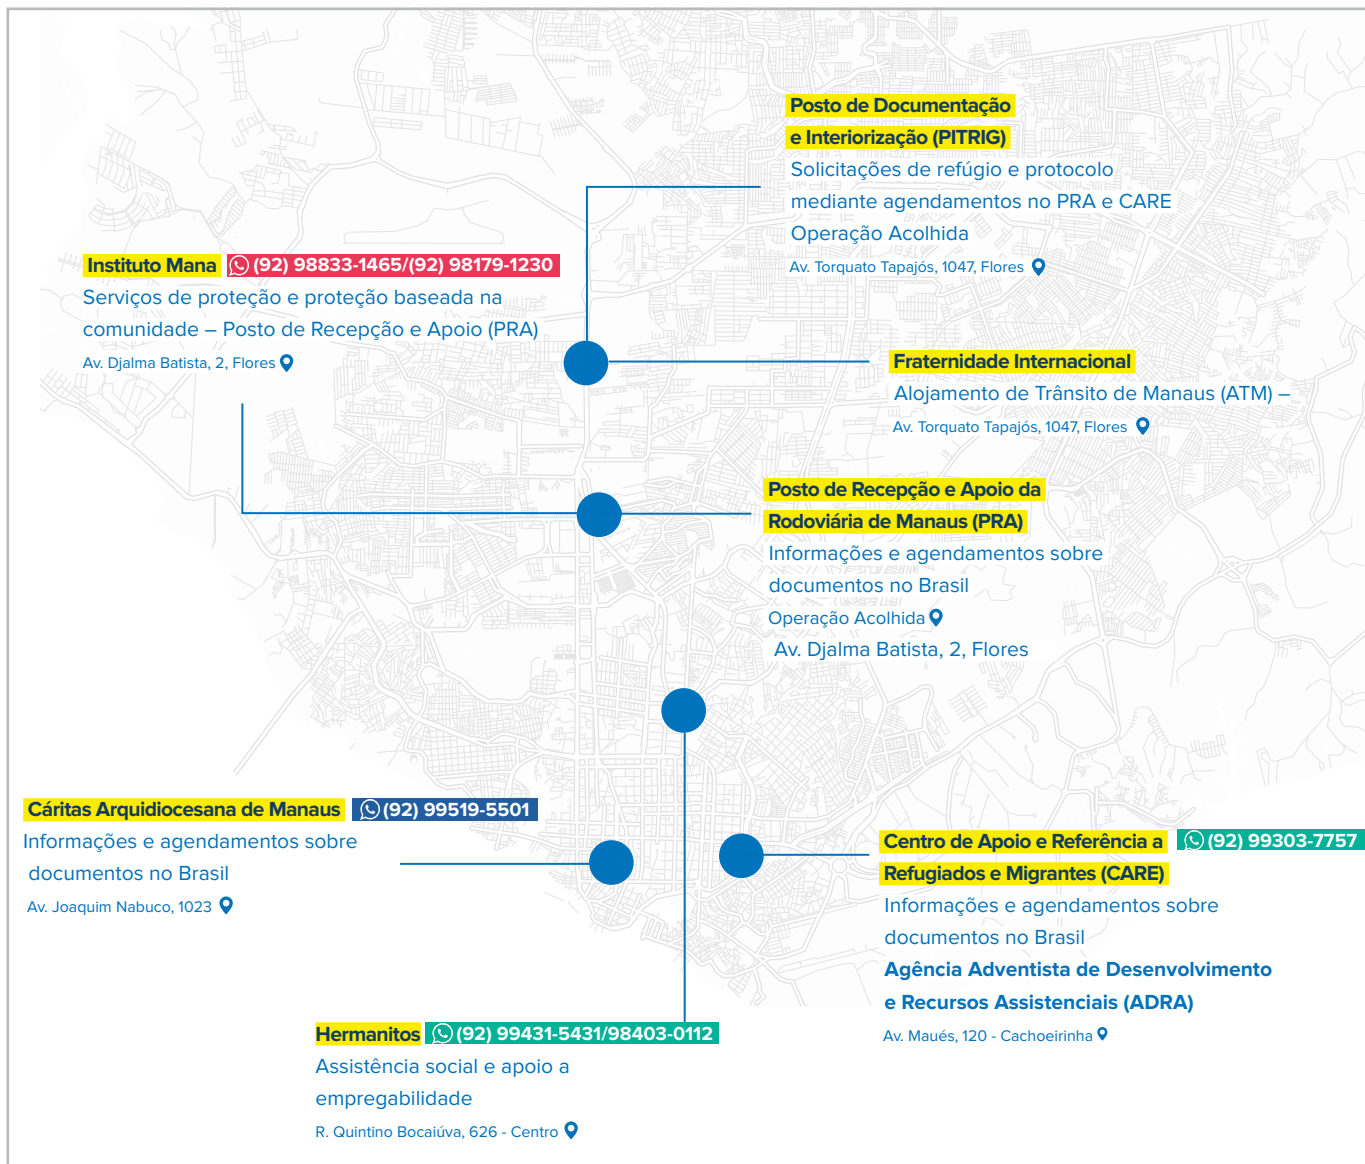 Posto de Documentação
e Interiorização (PITRIG)
Solicitações de refúgio e protocolo
mediante agendamentos no PRA e CARE
Operação Acolhida
Av. Torquato Tapajós, 1047, Flores
Instituto Mana (92) 98833-1465/(92) 98179-1230
Serviços de proteção e proteção baseada na
comunidade – Posto de Recepção e Apoio (PRA)
Av. Djalma Batista, 2, Flores
Fraternidade Internacional
Alojamento de Trânsito de Manaus (ATM) –
Av. Torquato Tapajós, 1047, Flores
Posto de Recepção e Apoio da
Rodoviária de Manaus (PRA)
Informações e agendamentos sobre
documentos no Brasil
Operação Acolhida
Av. Djalma Batista, 2, Flores
Cáritas Arquidiocesana de Manaus (92) 99519-5501
Informações e agendamentos sobre
documentos no Brasil
Av. Joaquim Nabuco, 1023
Centro de Apoio e Referência a (92) 99303-7757
Refugiados e Migrantes (CARE)
Informações e agendamentos sobre
documentos no Brasil
Agência Adventista de Desenvolvimento
e Recursos Assistenciais (ADRA)
Av. Maués, 120 - Cachoeirinha
Hermanitos (92) 99431-5431/98403-0112
Assistência social e apoio a
empregabilidade
R. Quintino Bocaiúva, 626 - Centro